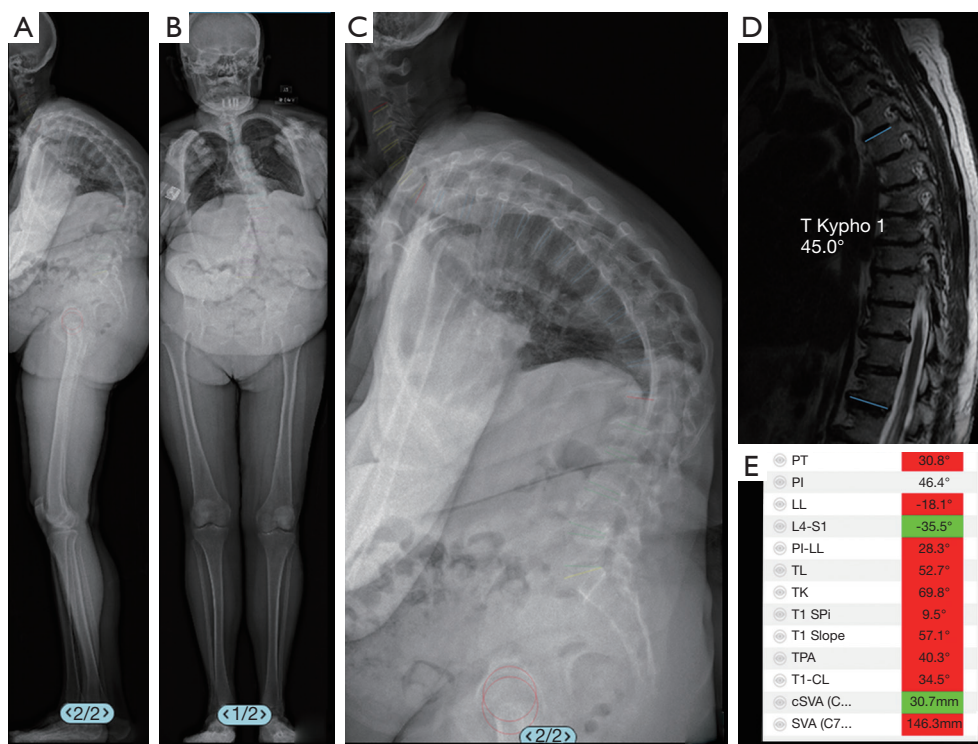 A
B
C
D
<2/2>
<1/2>
<2/2>
T Kypho 1
45.0°
E
PT 30.8°
PI 46.4°
LL -18.1°
L4-S1 -35.5°
PI-LL 28.3°
TL 52.7°
TK 69.8°
T1 SPi 9.5°
T1 Slope 57.1°
TPA 40.3°
T1-CL 34.5°
cSVA (C... 30.7mm
SVA (C7... 146.3mm